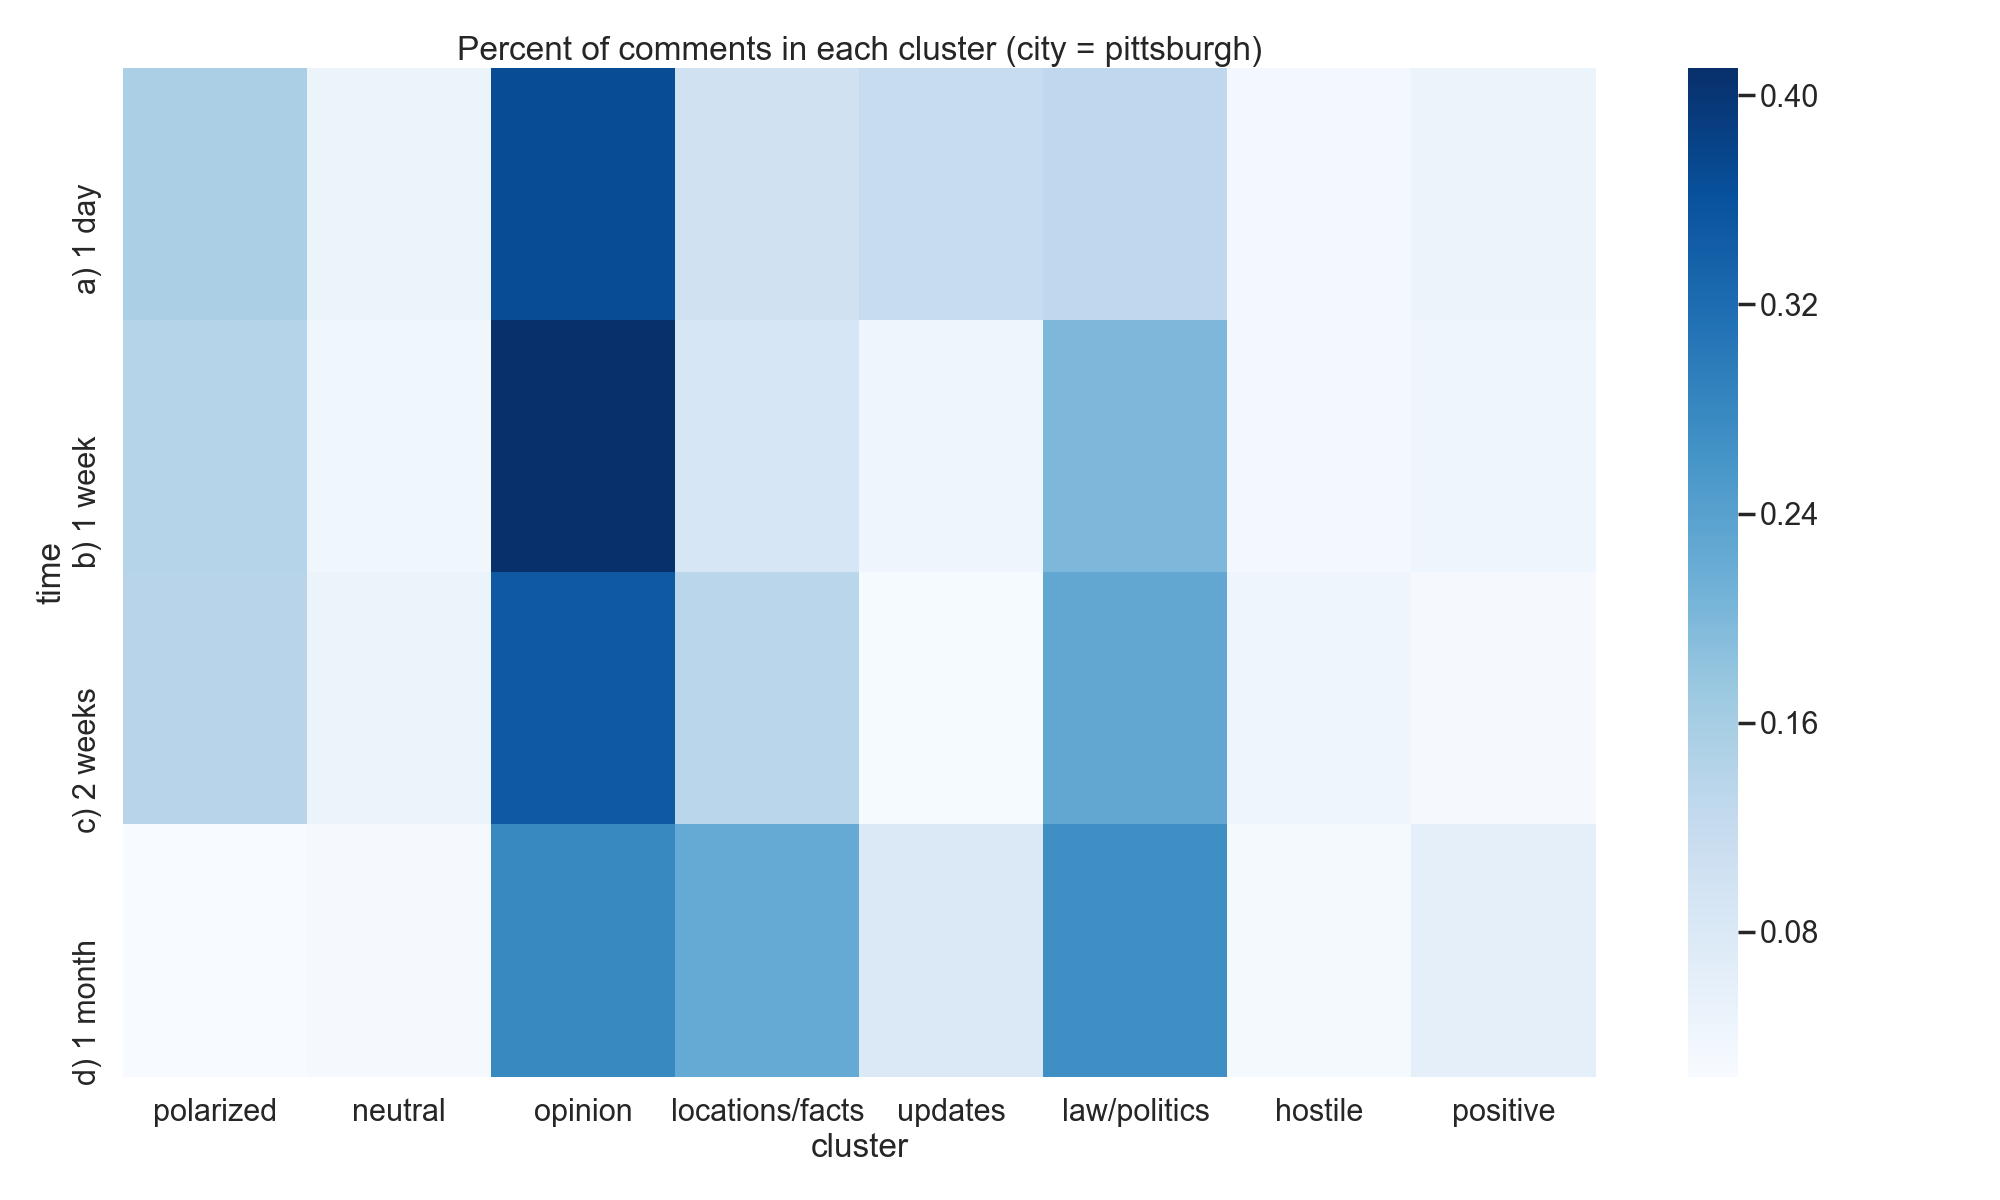 Percent of comments in each cluster (city = pittsburgh)
time
a) 1 day
b) 1 week
c) 2 weeks
d) 1 month
polarized
neutral
opinion
locations/facts
updates
law/politics
hostile
positive
cluster
0.40
0.32
0.24
0.16
0.08